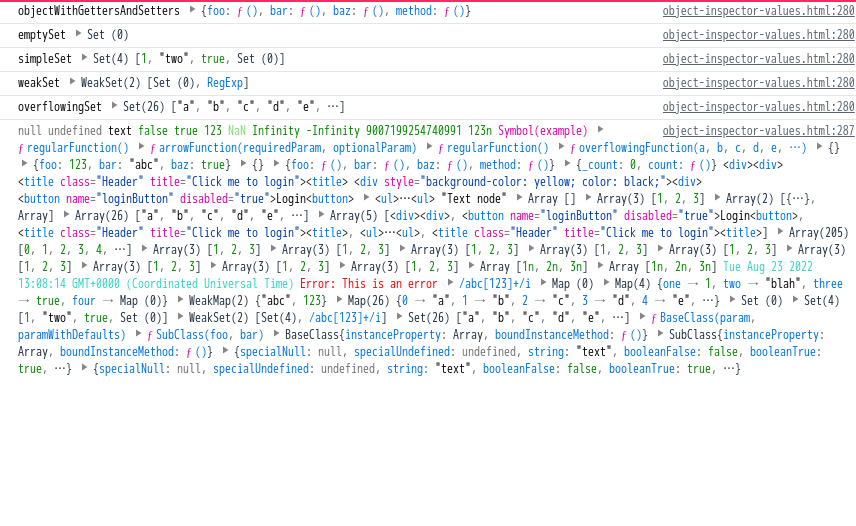 objectWithGettersAndSetters ▶ {foo: ƒ (), bar: ƒ (), baz: ƒ (), method: ƒ ()} object-inspector-values.html:280
emptySet ▶ Set (0) object-inspector-values.html:280
simpleSet ▶ Set(4) [1, "two", true, Set (0)] object-inspector-values.html:280
weakSet ▶ WeakSet(2) [Set (0), RegExp] object-inspector-values.html:280
overflowingSet ▶ Set(26) ["a", "b", "c", "d", "e", …] object-inspector-values.html:280
null undefined text false true 123 NaN Infinity -Infinity 9007199254740991 123n Symbol(example) ▶ object-inspector-values.html:287
ƒ regularFunction() ▶ ƒ arrowFunction(requiredParam, optionalParam) ▶ ƒ regularFunction() ▶ ƒ overflowingFunction(a, b, c, d, e, …) ▶ {}
▶ {foo: 123, bar: "abc", baz: true} ▶ {} ▶ {foo: ƒ (), bar: ƒ (), baz: ƒ (), method: ƒ ()} ▶ {_count: 0, count: ƒ ()} <div><div>
<title class="Header" title="Click me to login"><title> <div style="background-color: yellow; color: black;"><div>
<button name="loginButton" disabled="true">Login<button> ▶ <ul>…<ul> "Text node" ▶ Array [] ▶ Array(3) [1, 2, 3] ▶ Array(2) [{…},
Array] ▶ Array(26) ["a", "b", "c", "d", "e", …] ▶ Array(5) [<div><div>, <button name="loginButton" disabled="true">Login<button>,
<title class="Header" title="Click me to login"><title>, <ul>…<ul>, <title class="Header" title="Click me to login"><title>] ▶ Array(205)
[0, 1, 2, 3, 4, …] ▶ Array(3) [1, 2, 3] ▶ Array(3) [1, 2, 3] ▶ Array(3) [1, 2, 3] ▶ Array(3) [1, 2, 3] ▶ Array(3) [1, 2, 3] ▶ Array(3)
[1, 2, 3] ▶ Array(3) [1, 2, 3] ▶ Array(3) [1, 2, 3] ▶ Array(3) [1, 2, 3] ▶ Array [1n, 2n, 3n] ▶ Array [1n, 2n, 3n] Tue Aug 23 2022
13:08:14 GMT+0000 (Coordinated Universal Time) Error: This is an error ▶ /abc[123]+/i ▶ Map (0) ▶ Map(4) {one → 1, two → "blah", three
→ true, four → Map (0)} ▶ WeakMap(2) {"abc", 123} ▶ Map(26) {0 → "a", 1 → "b", 2 → "c", 3 → "d", 4 → "e", …} ▶ Set (0) ▶ Set(4)
[1, "two", true, Set (0)] ▶ WeakSet(2) [Set(4), /abc[123]+/i] ▶ Set(26) ["a", "b", "c", "d", "e", …] ▶ ƒ BaseClass(param,
paramWithDefaults) ▶ ƒ SubClass(foo, bar) ▶ BaseClass{instanceProperty: Array, boundInstanceMethod: ƒ ()} ▶ SubClass{instanceProperty:
Array, boundInstanceMethod: ƒ ()} ▶ {specialNull: null, specialUndefined: undefined, string: "text", booleanFalse: false, booleanTrue:
true, …} ▶ {specialNull: null, specialUndefined: undefined, string: "text", booleanFalse: false, booleanTrue: true, …}